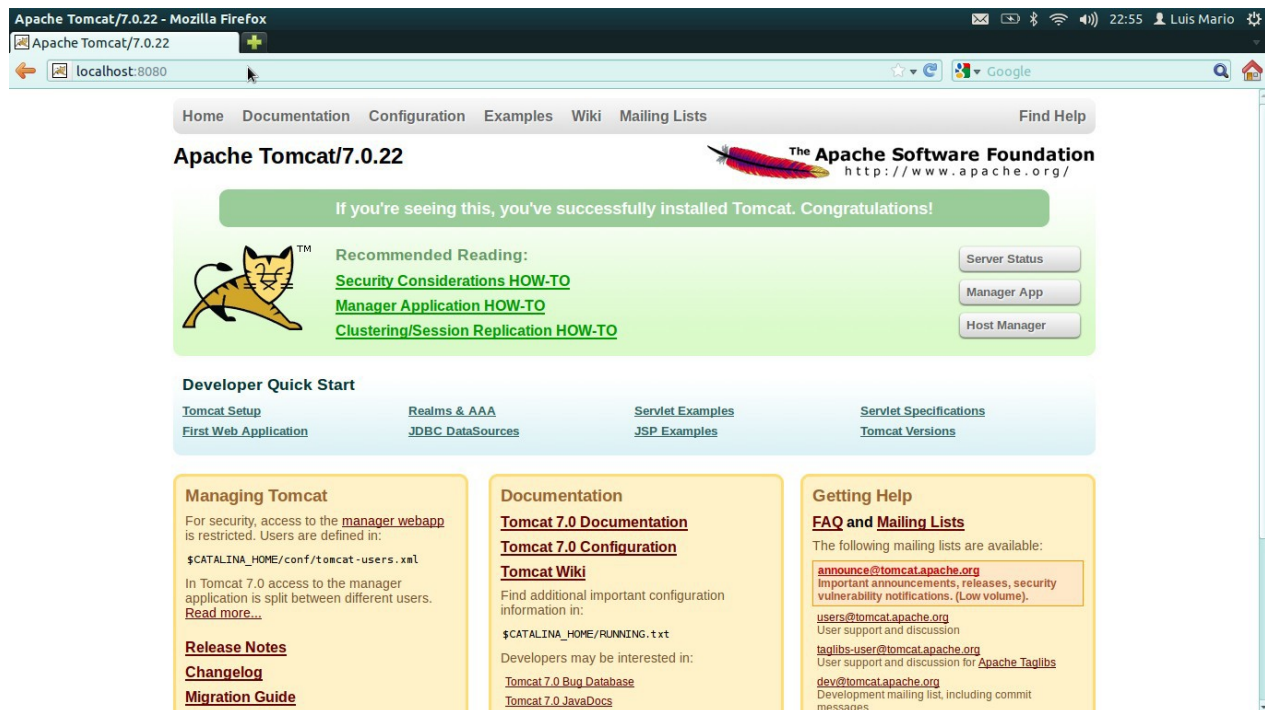 Apache Tomcat/7.0.22 - Mozilla Firefox
22:55 Luis Mario
Apache Tomcat/7.0.22
localhost:8080
Google
Home Documentation Configuration Examples Wiki Mailing Lists Find Help
Apache Tomcat/7.0.22
The Apache Software Foundation
http://www.apache.org/
If you're seeing this, you've successfully installed Tomcat. Congratulations!
TM
Recommended Reading:
Security Considerations HOW-TO
Manager Application HOW-TO
Clustering/Session Replication HOW-TO
Server Status
Manager App
Host Manager
Developer Quick Start
Tomcat Setup Realms & AAA Servlet Examples Servlet Specifications
First Web Application JDBC DataSources JSP Examples Tomcat Versions
Managing Tomcat
For security, access to the manager webapp
is restricted. Users are defined in:
$CATALINA_HOME/conf/tomcat-users.xml
In Tomcat 7.0 access to the manager
application is split between different users.
Read more...
Release Notes
Changelog
Migration Guide
Documentation
Tomcat 7.0 Documentation
Tomcat 7.0 Configuration
Tomcat Wiki
Find additional important configuration
information in:
$CATALINA_HOME/RUNNING.txt
Developers may be interested in:
Tomcat 7.0 Bug Database
Tomcat 7.0 JavaDocs
Getting Help
FAQ and Mailing Lists
The following mailing lists are available:
announce@tomcat.apache.org
Important announcements, releases, security
vulnerability notifications. (Low volume).
users@tomcat.apache.org
User support and discussion
taglibs-user@tomcat.apache.org
User support and discussion for Apache Taglibs
dev@tomcat.apache.org
Development mailing list, including commit
messages